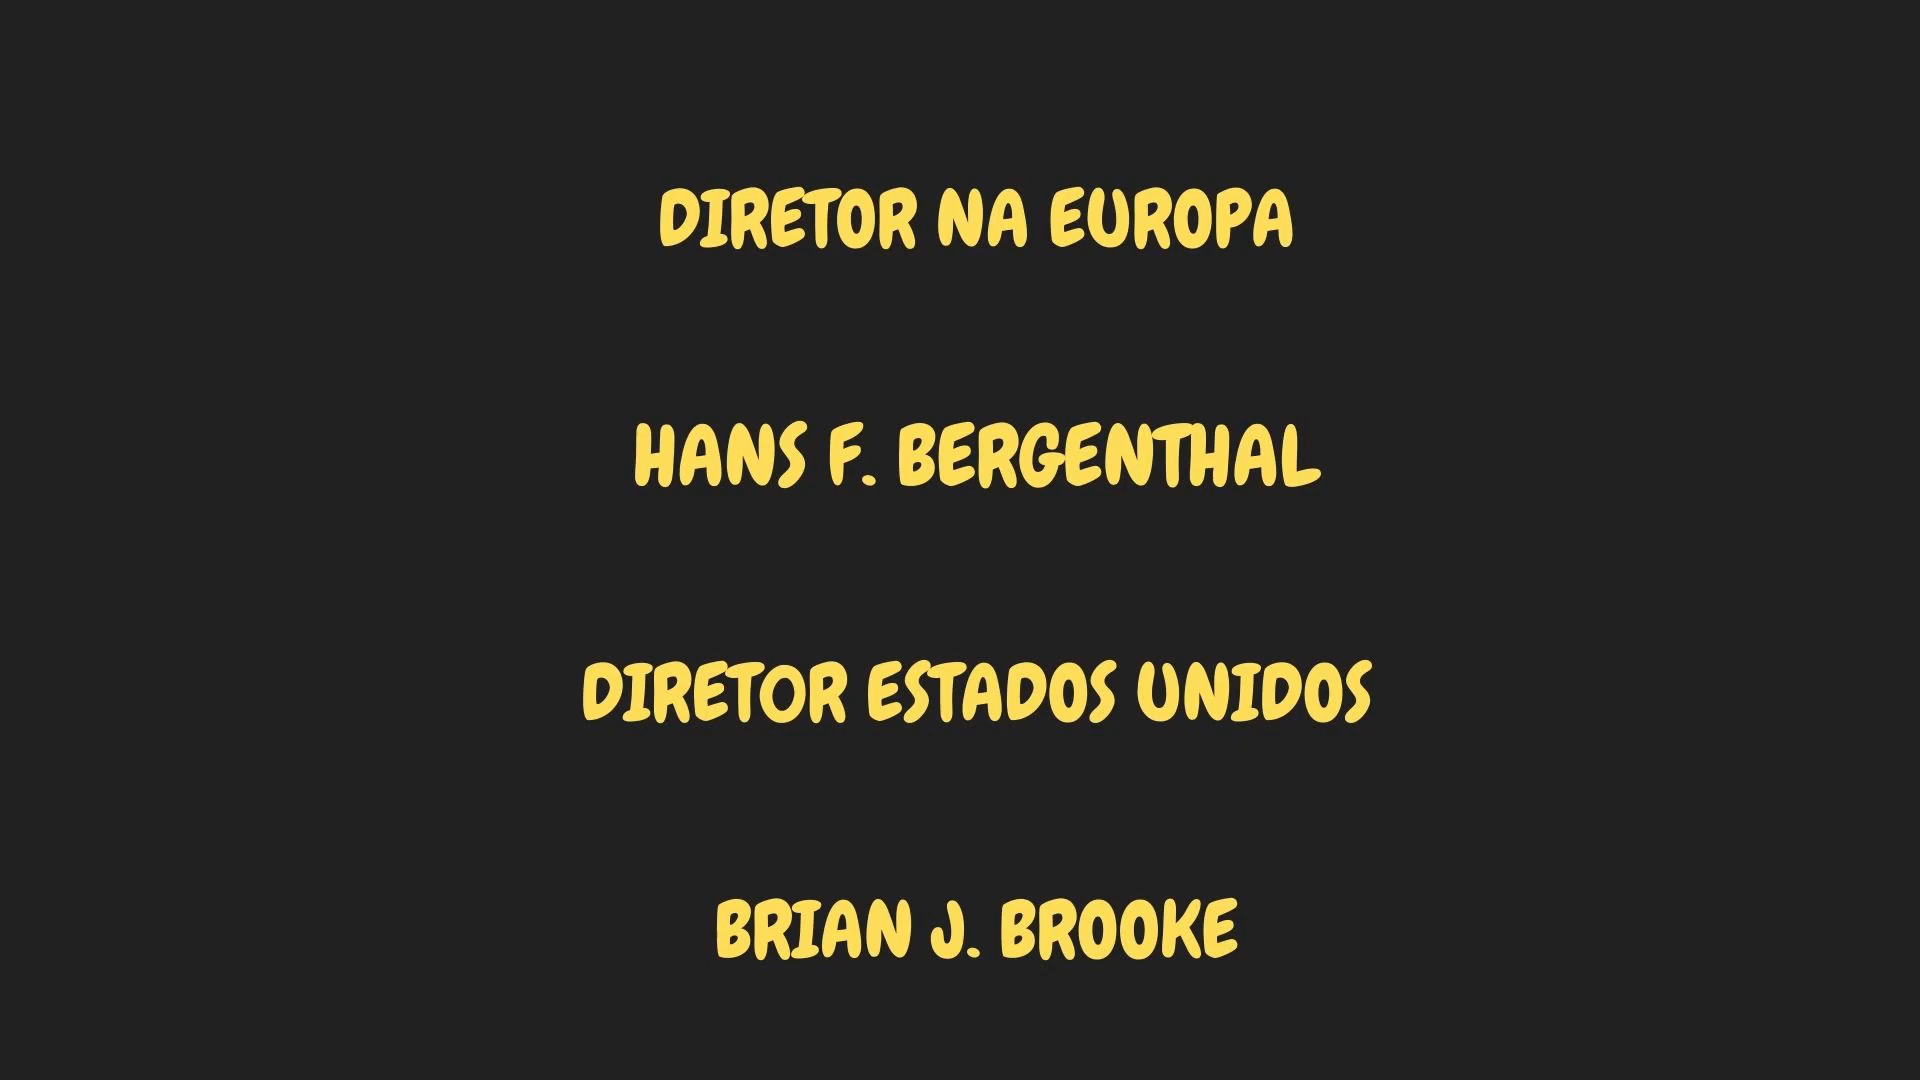 DIRETOR NA EUROPA
HANS F. BERGENTHAL
DIRETOR ESTADOS UNIDOS
BRIAN J. BROOKE